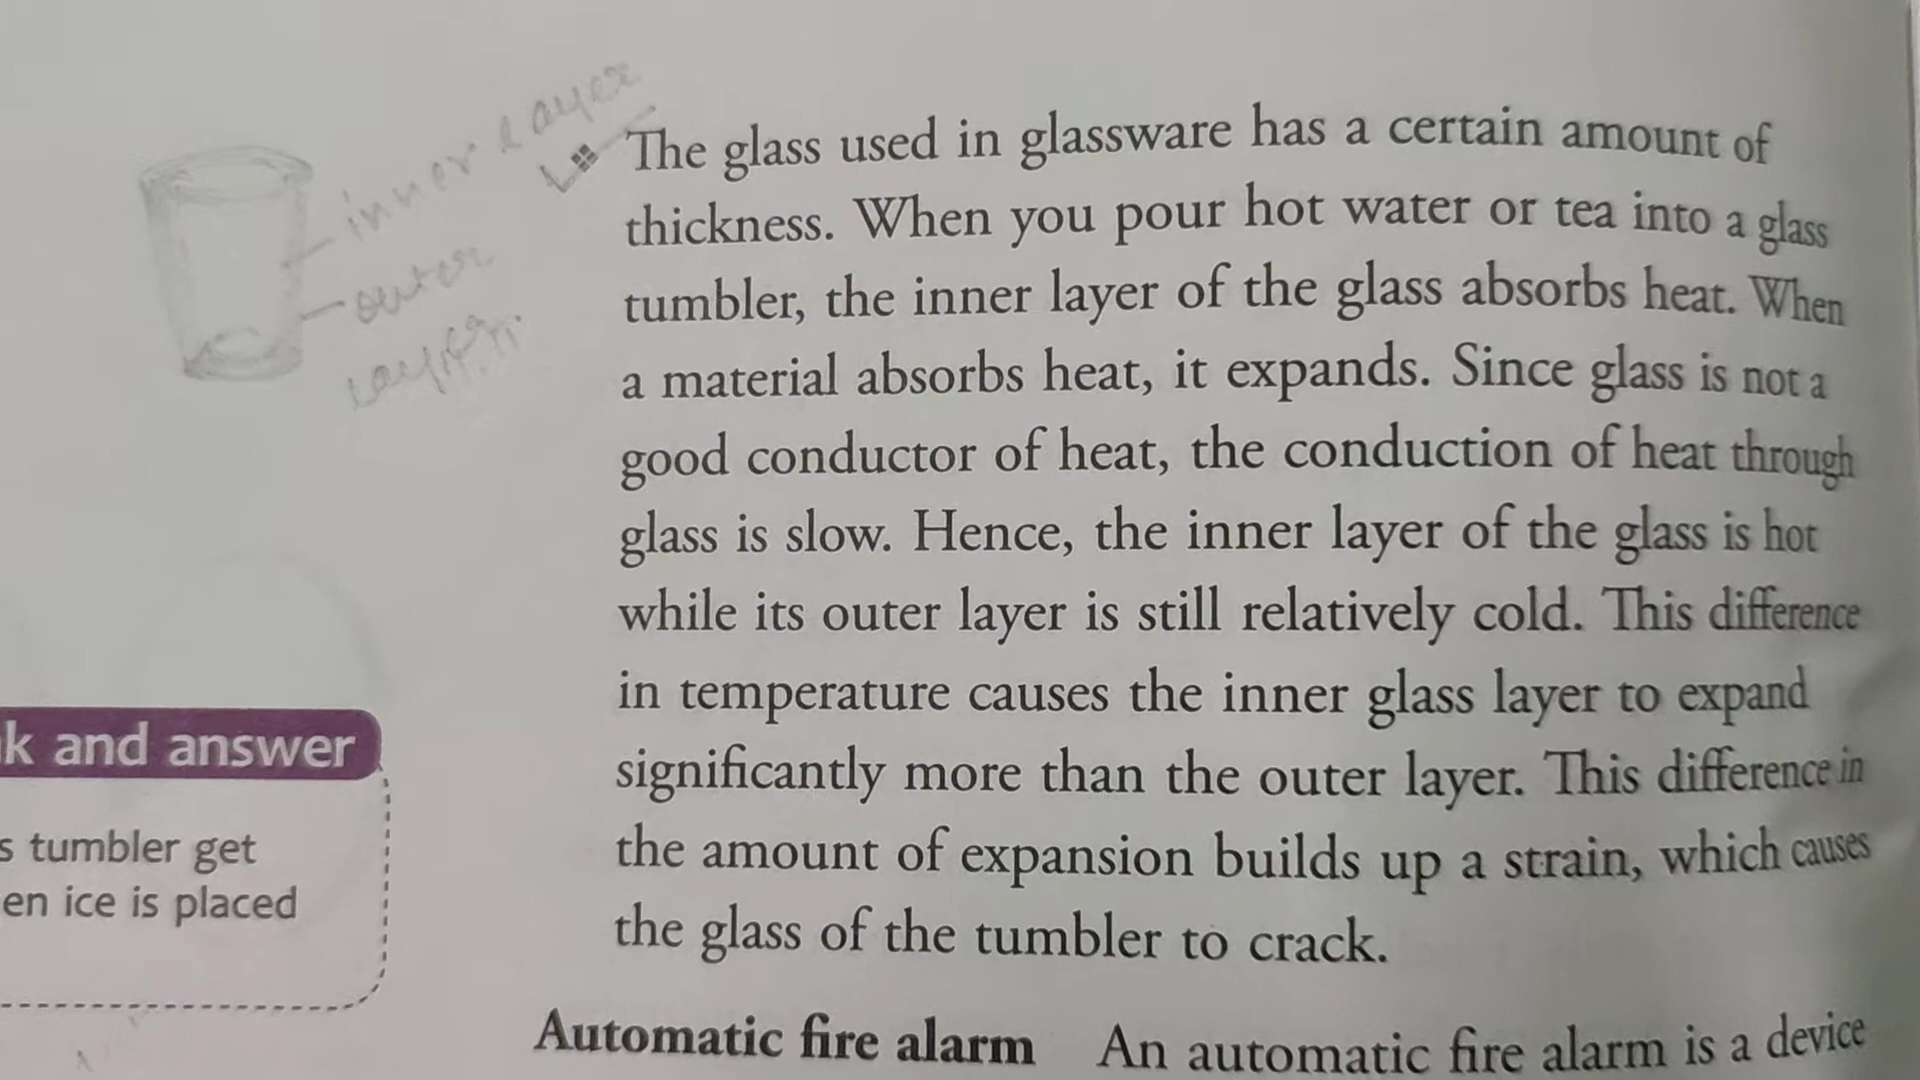 inner layer
outer
The glass used in glassware has a certain amount of
thickness. When you pour hot water or tea into a glass
tumbler, the inner layer of the glass absorbs heat. When
a material absorbs heat, it expands. Since glass is not a
good conductor of heat, the conduction of heat through
glass is slow. Hence, the inner layer of the glass is hot
while its outer layer is still relatively cold. This difference
in temperature causes the inner glass layer to expand
significantly more than the outer layer. This difference in
the amount of expansion builds up a strain, which causes
the glass of the tumbler to crack.
Automatic fire alarm An automatic fire alarm is a device
k and answer
s tumbler get
en ice is placed